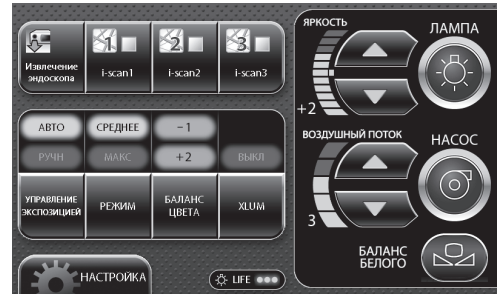 ЯРКОСТЬ
ЛАМПА
1
2
3
Извлечение
эндоскопа
i-scan1
i-scan2
i-scan3
+2
АВТО
СРЕДНЕЕ
-1
ВОЗДУШНЫЙ ПОТОК
НАСОС
РУЧН
МАКС
+2
ВЫКЛ
УПРАВЛЕНИЕ
ЭКСПОЗИЦИЕЙ
РЕЖИМ
БАЛАНС
ЦВЕТА
XLUM
3
БАЛАНС
БЕЛОГО
НАСТРОЙКА
LIFE